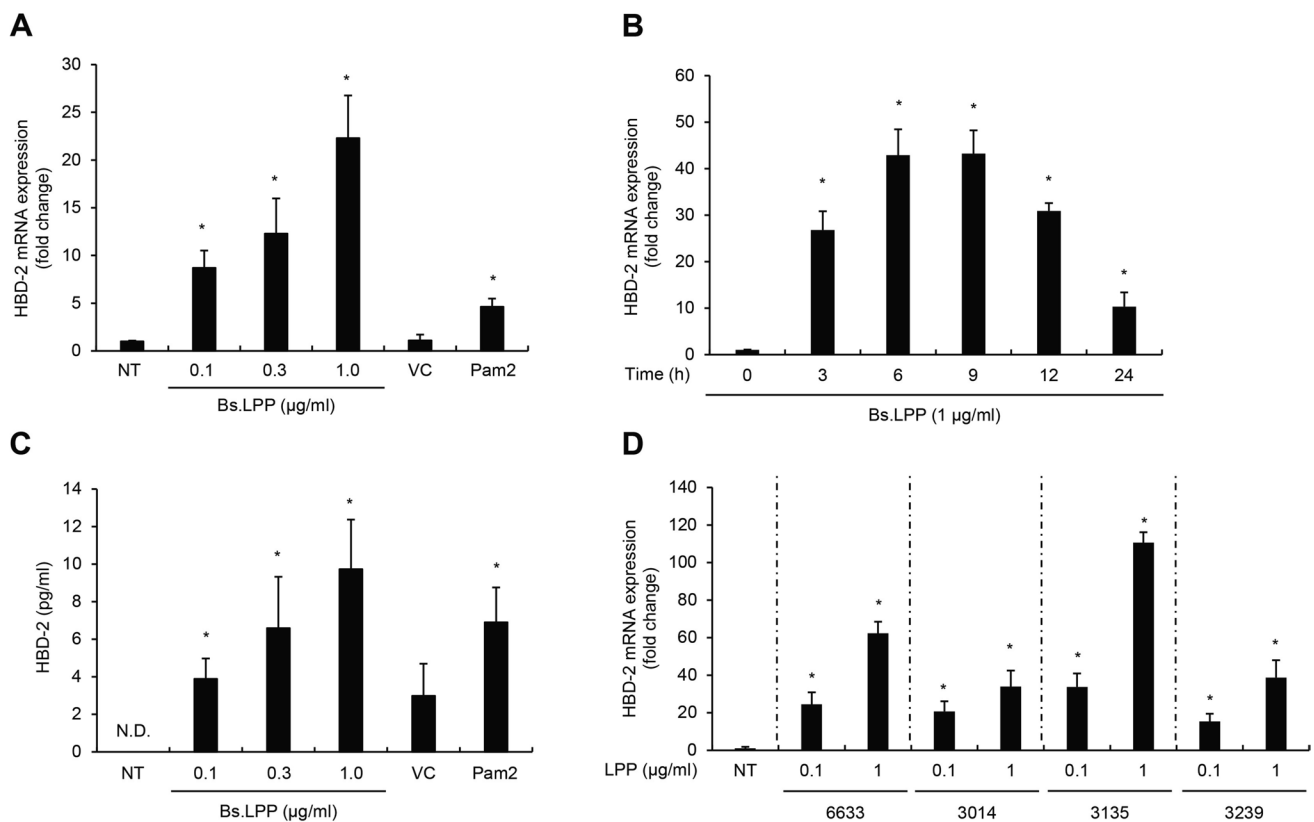 A
HBD-2 mRNA expression
(fold change)
30
25
20
15
10
5
0
* * * *
NT 0.1 0.3 1.0 VC Pam2
Bs.LPP (µg/ml)
B
HBD-2 mRNA expression
(fold change)
60
50
40
30
20
10
0
* * * * *
Time (h) 0 3 6 9 12 24
Bs.LPP (1 µg/ml)
C
HBD-2 (pg/ml)
14
12
10
8
6
4
2
0
* * * *
N.D.
NT 0.1 0.3 1.0 VC Pam2
Bs.LPP (µg/ml)
D
HBD-2 mRNA expression
(fold change)
140
120
100
80
60
40
20
0
* * * * * * * *
LPP (µg/ml) NT 0.1 1 0.1 1 0.1 1 0.1 1
6633 3014 3135 3239